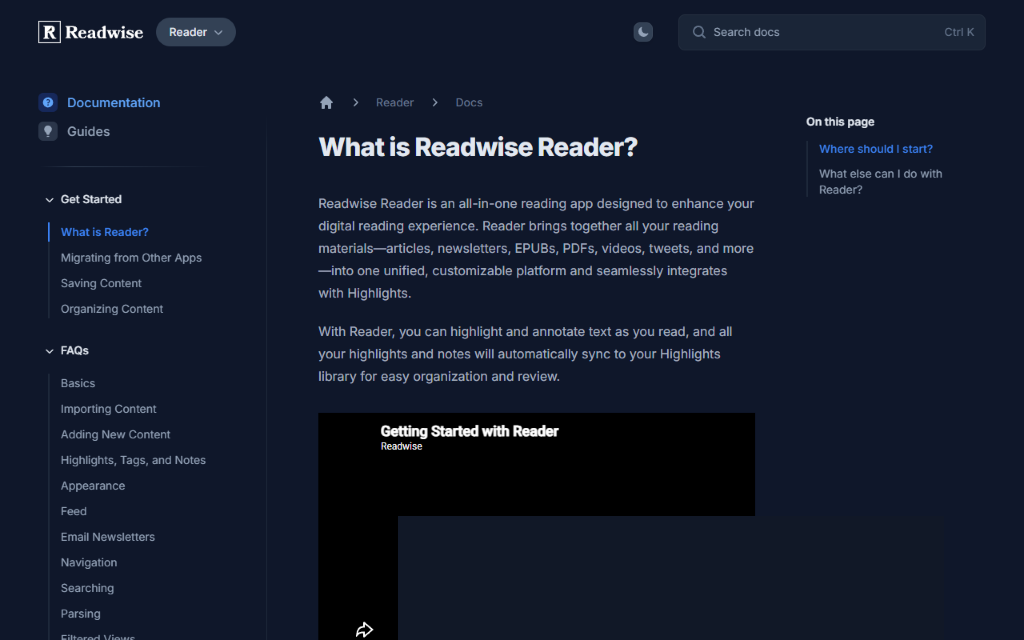 R Readwise
Reader
Search docs
Ctrl K
Documentation
Guides
Get Started
What is Reader?
Migrating from Other Apps
Saving Content
Organizing Content
FAQs
Basics
Importing Content
Adding New Content
Highlights, Tags, and Notes
Appearance
Feed
Email Newsletters
Navigation
Searching
Parsing
Filtered Views
Reader
Docs
What is Readwise Reader?
Readwise Reader is an all-in-one reading app designed to enhance your
digital reading experience. Reader brings together all your reading
materials—articles, newsletters, EPUBs, PDFs, videos, tweets, and more
—into one unified, customizable platform and seamlessly integrates
with Highlights.
With Reader, you can highlight and annotate text as you read, and all
your highlights and notes will automatically sync to your Highlights
library for easy organization and review.
Getting Started with Reader
Readwise
On this page
Where should I start?
What else can I do with
Reader?